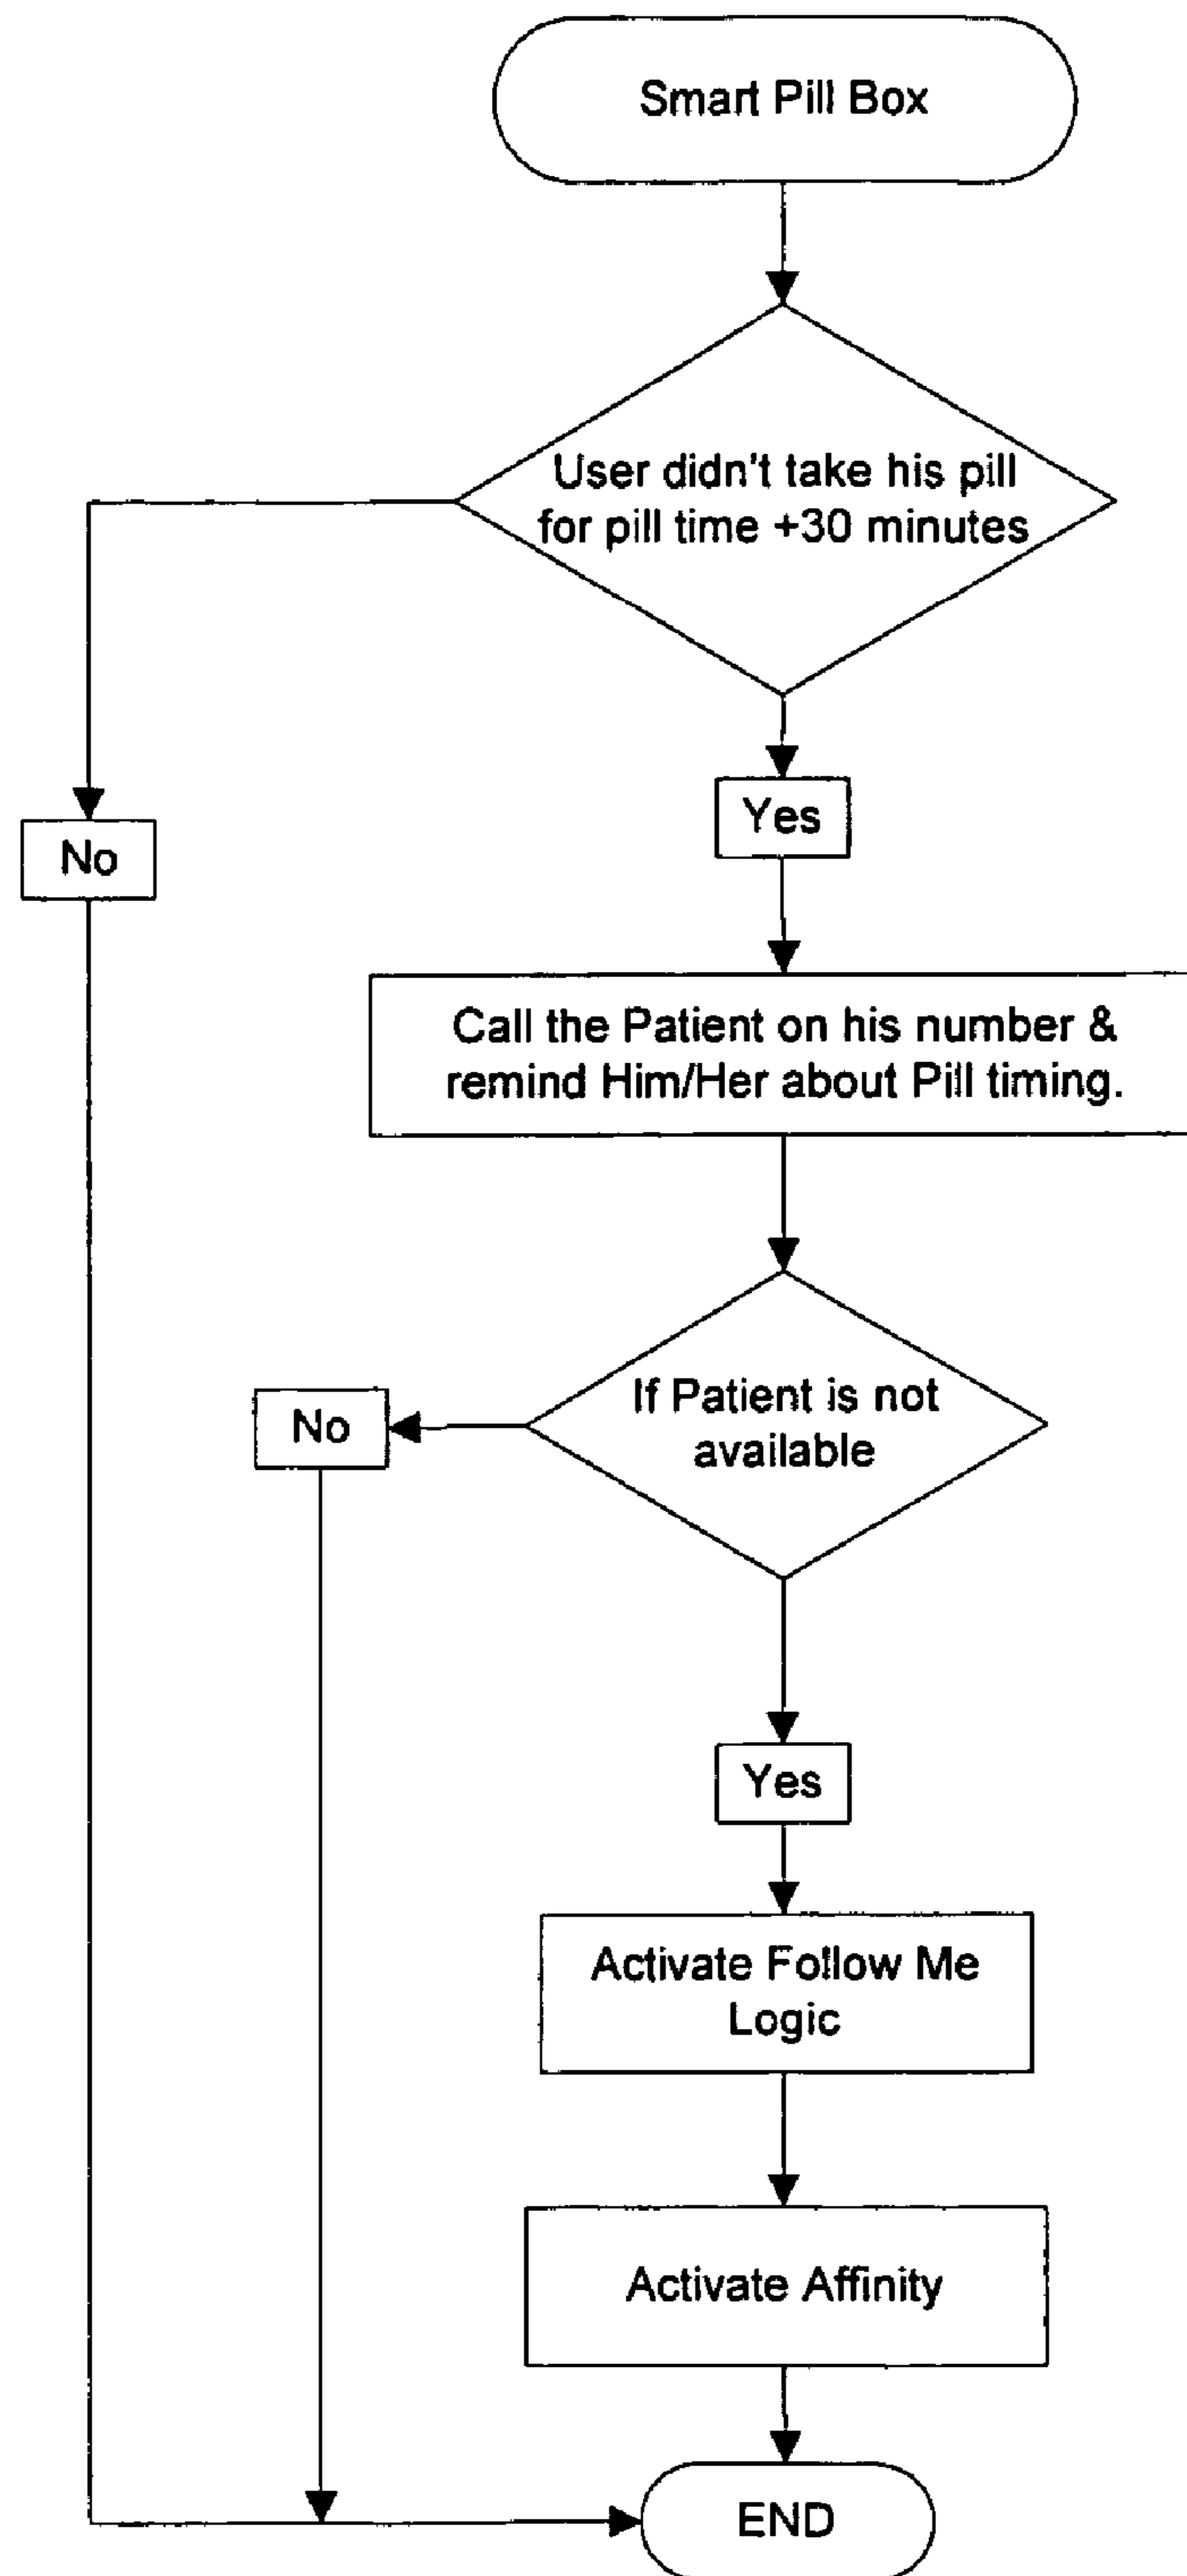 Smart Pill Box
User didn't take his pill
for pill time +30 minutes
Yes
No
Call the Patient on his number &
remind Him/Her about Pill timing.
If Patient is not
available
No
Yes
Activate Follow Me
Logic
Activate Affinity
END